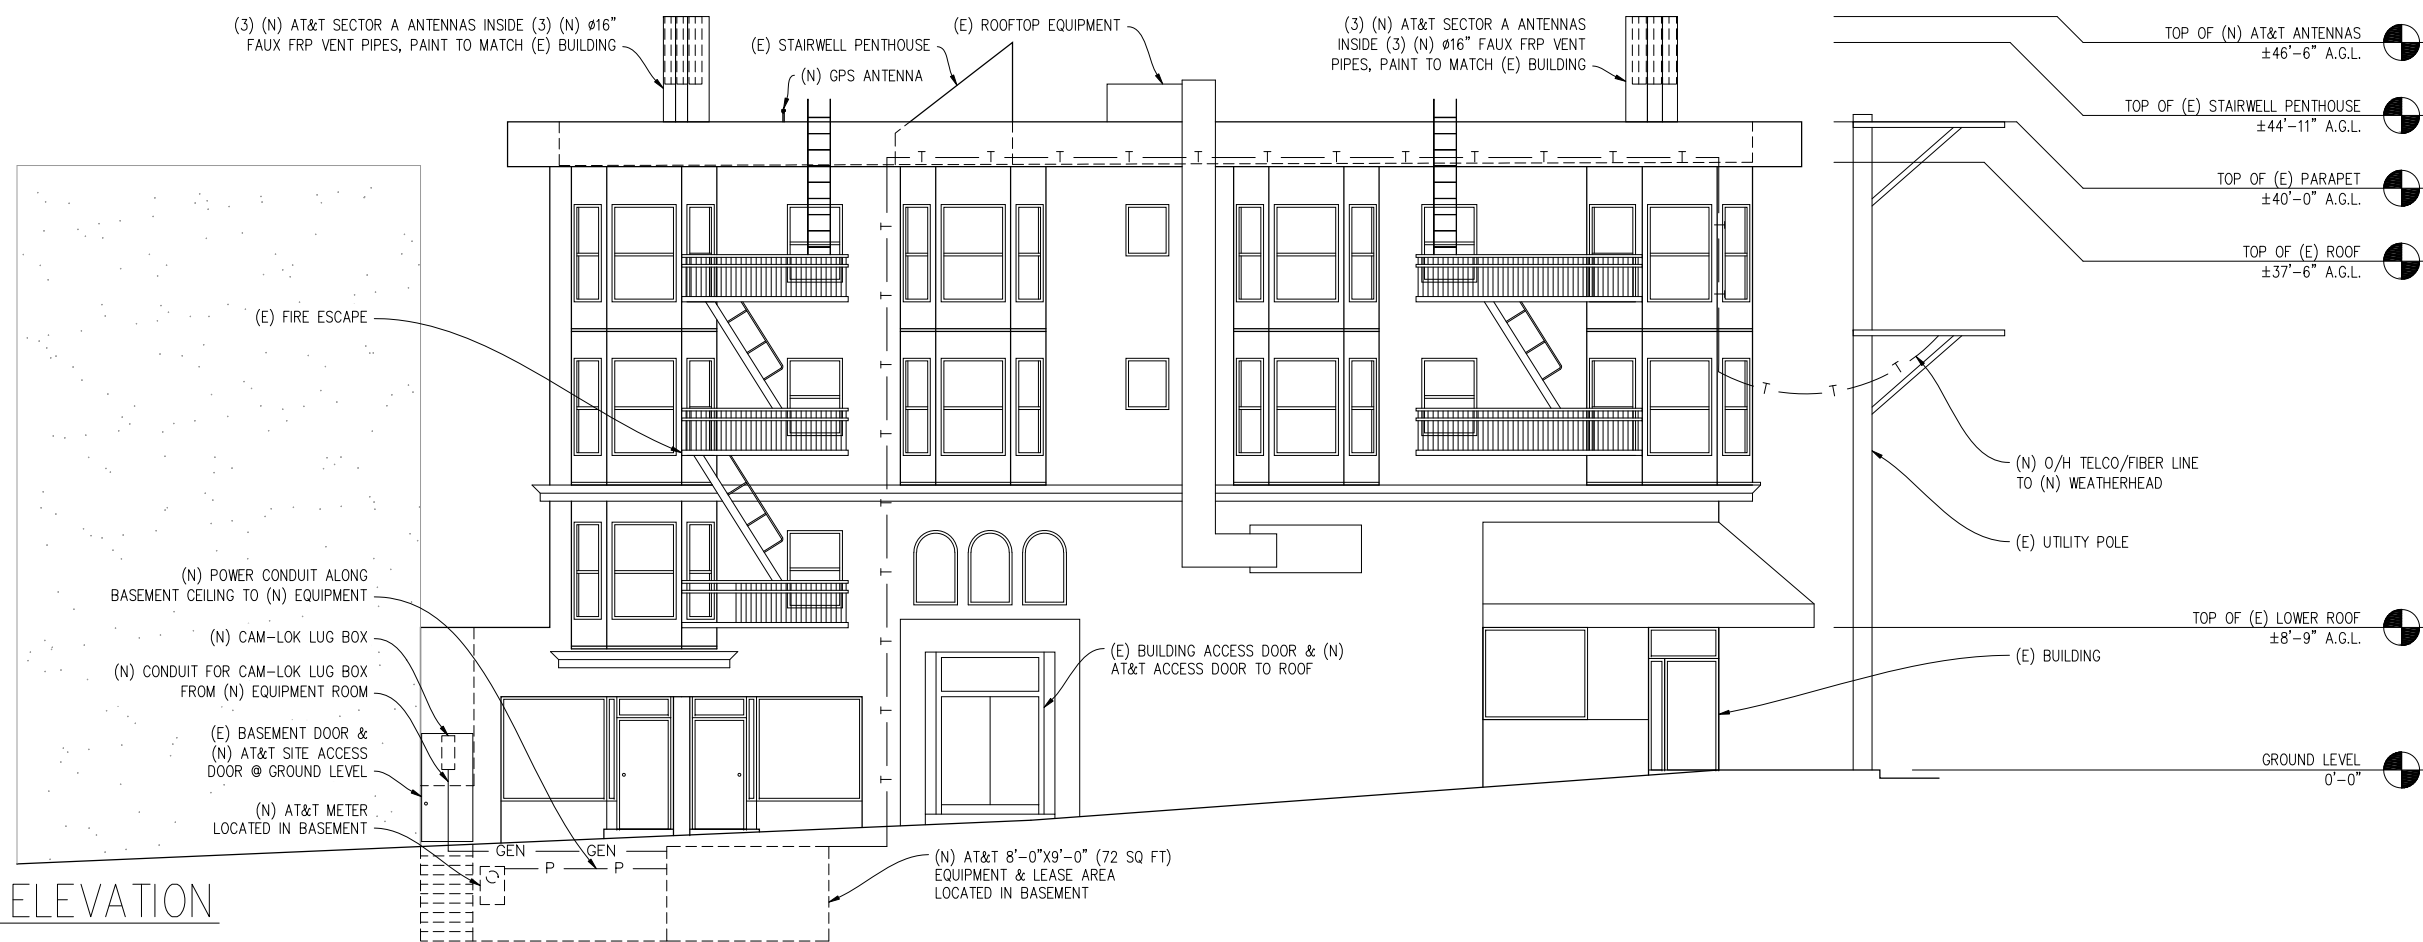 (3) (N) AT&T SECTOR A ANTENNAS INSIDE (3) (N) ø16"
FAUX FRP VENT PIPES, PAINT TO MATCH (E) BUILDING
(E) STAIRWELL PENTHOUSE
(N) GPS ANTENNA
(E) ROOFTOP EQUIPMENT
(3) (N) AT&T SECTOR A ANTENNAS
INSIDE (3) (N) ø16" FAUX FRP VENT
PIPES, PAINT TO MATCH (E) BUILDING
TOP OF (N) AT&T ANTENNAS
±46'-6" A.G.L.
TOP OF (E) STAIRWELL PENTHOUSE
±44'-11" A.G.L.
TOP OF (E) PARAPET
±40'-0" A.G.L.
TOP OF (E) ROOF
±37'-6" A.G.L.
T T T T T T T T T T T T
(E) FIRE ESCAPE
T T T
(N) O/H TELCO/FIBER LINE
TO (N) WEATHERHEAD
(E) UTILITY POLE
(N) POWER CONDUIT ALONG
BASEMENT CEILING TO (N) EQUIPMENT
(N) CAM-LOK LUG BOX
(N) CONDUIT FOR CAM-LOK LUG BOX
FROM (N) EQUIPMENT ROOM
(E) BASEMENT DOOR &
(N) AT&T SITE ACCESS
DOOR @ GROUND LEVEL
(N) AT&T METER
LOCATED IN BASEMENT
(E) BUILDING ACCESS DOOR & (N)
AT&T ACCESS DOOR TO ROOF
TOP OF (E) LOWER ROOF
±8'-9" A.G.L.
(E) BUILDING
GROUND LEVEL
0'-0"
GEN GEN
P P
(N) AT&T 8'-0"X9'-0" (72 SQ FT)
EQUIPMENT & LEASE AREA
LOCATED IN BASEMENT
ELEVATION